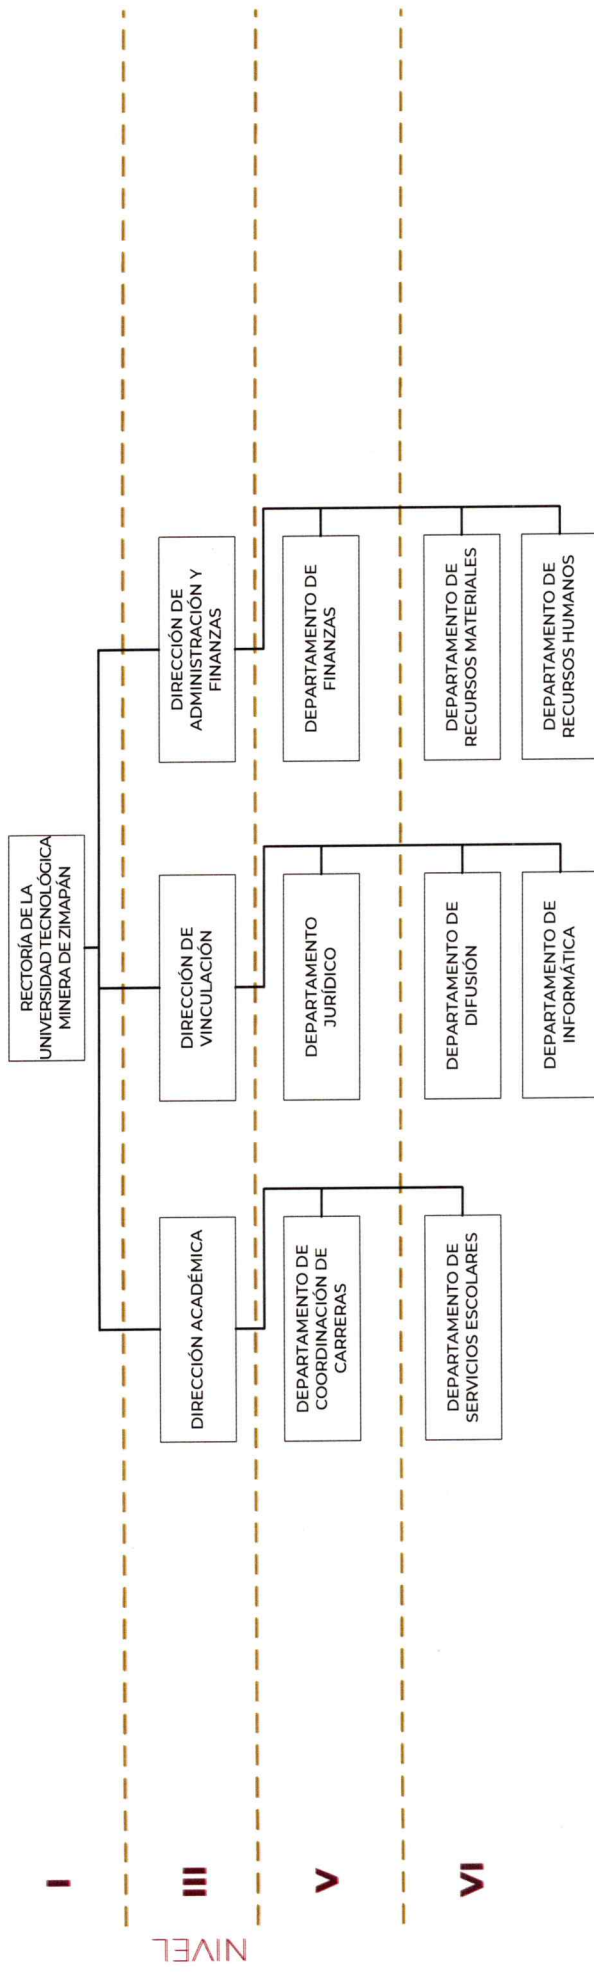 NIVEL
I
RECTORÍA DE LA
UNIVERSIDAD TECNOLÓGICA
MINERA DE ZIMAPÁN
III
DIRECCIÓN ACADÉMICA
DIRECCIÓN DE
VINCULACIÓN
DIRECCIÓN DE
ADMINISTRACIÓN Y
FINANZAS
V
DEPARTAMENTO DE
COORDINACIÓN DE
CARRERAS
DEPARTAMENTO
JURÍDICO
DEPARTAMENTO DE
FINANZAS
VI
DEPARTAMENTO DE
SERVICIOS ESCOLARES
DEPARTAMENTO DE
DIFUSIÓN
DEPARTAMENTO DE
RECURSOS MATERIALES
DEPARTAMENTO DE
INFORMÁTICA
DEPARTAMENTO DE
RECURSOS HUMANOS